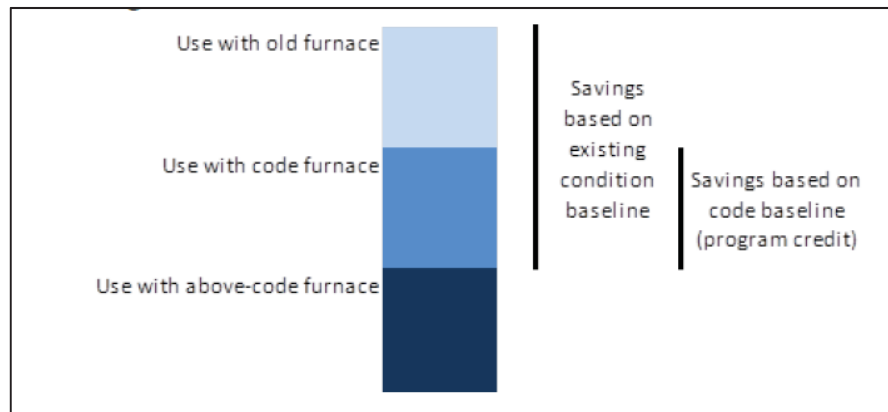 Use with old furnace
Savings
based on
existing
condition
baseline
Use with code furnace
Savings based on
code baseline
(program credit)
Use with above-code furnace